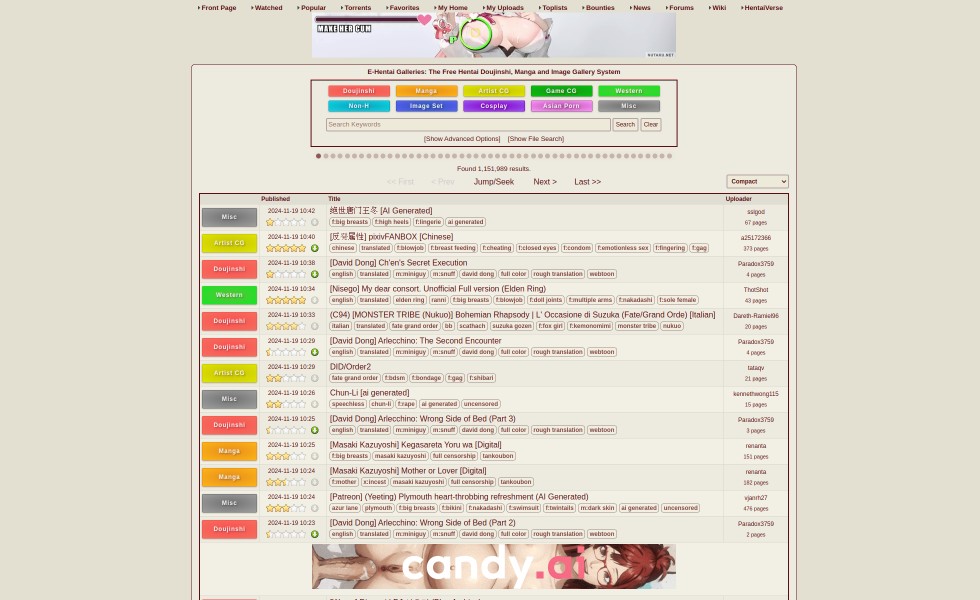 Front Page Watched Popular Torrents Favorites My Home My Uploads Toplists Bounties News Forums Wiki HentaiVerse
MAKE HER CUM
NUTAKU.NET
E-Hentai Galleries: The Free Hentai Doujinshi, Manga and Image Gallery System
Doujinshi Manga Artist CG Game CG Western
Non-H Image Set Cosplay Asian Porn Misc
Search Keywords Search Clear
[Show Advanced Options] [Show File Search]
Found 1,151,989 results.
<< First < Prev Jump/Seek Next > Last >> Compact
Published Title Uploader
Misc 2024-11-19 10:42 绝世唐门王冬 [AI Generated] sslgod
f:big breasts f:high heels f:lingerie ai generated 67 pages
Artist CG 2024-11-19 10:40 [反転属性] pixivFANBOX [Chinese] a25172366
chinese translated f:blowjob f:breast feeding f:cheating f:closed eyes f:condom f:emotionless sex f:fingering f:gag 373 pages
Doujinshi 2024-11-19 10:38 [David Dong] Ch'en's Secret Execution Paradox3759
english translated m:miniguy m:snuff david dong full color rough translation webtoon 4 pages
Western 2024-11-19 10:34 [Nisego] My dear consort. Unofficial Full version (Elden Ring) ThotShot
english translated elden ring ranni f:big breasts f:blowjob f:doll joints f:multiple arms f:nakadashi f:sole female 43 pages
Doujinshi 2024-11-19 10:33 (C94) [MONSTER TRIBE (Nukuo)] Bohemian Rhapsody | L' Occasione di Suzuka (Fate/Grand Orde) [Italian] Dareth-Ramiel96
italian translated fate grand order bb scathach suzuka gozen f:fox girl f:kemonomimi monster tribe nukuo 20 pages
Doujinshi 2024-11-19 10:29 [David Dong] Arlecchino: The Second Encounter Paradox3759
english translated m:miniguy m:snuff david dong full color rough translation webtoon 4 pages
Artist CG 2024-11-19 10:29 DID/Order2 lataqv
fate grand order f:bdsm f:bondage f:gag f:shibari 21 pages
Misc 2024-11-19 10:26 Chun-Li [ai generated] kennethwong115
speechless chun-li f:rape ai generated uncensored 15 pages
Doujinshi 2024-11-19 10:25 [David Dong] Arlecchino: Wrong Side of Bed (Part 3) Paradox3759
english translated m:miniguy m:snuff david dong full color rough translation webtoon 3 pages
Manga 2024-11-19 10:25 [Masaki Kazuyoshi] Kegasareta Yoru wa [Digital] renanta
f:big breasts masaki kazuyoshi full censorship tankoubon 151 pages
Manga 2024-11-19 10:24 [Masaki Kazuyoshi] Mother or Lover [Digital] renanta
f:mother x:incest masaki kazuyoshi full censorship tankoubon 182 pages
Misc 2024-11-19 10:24 [Patreon] (Yeeting) Plymouth heart-throbbing refreshment (AI Generated) vjanrh27
azur lane plymouth f:big breasts f:bikini f:nakadashi f:swimsuit f:twintails m:dark skin ai generated uncensored 476 pages
Doujinshi 2024-11-19 10:23 [David Dong] Arlecchino: Wrong Side of Bed (Part 2) Paradox3759
english translated m:miniguy m:snuff david dong full color rough translation webtoon 2 pages
candy.ai